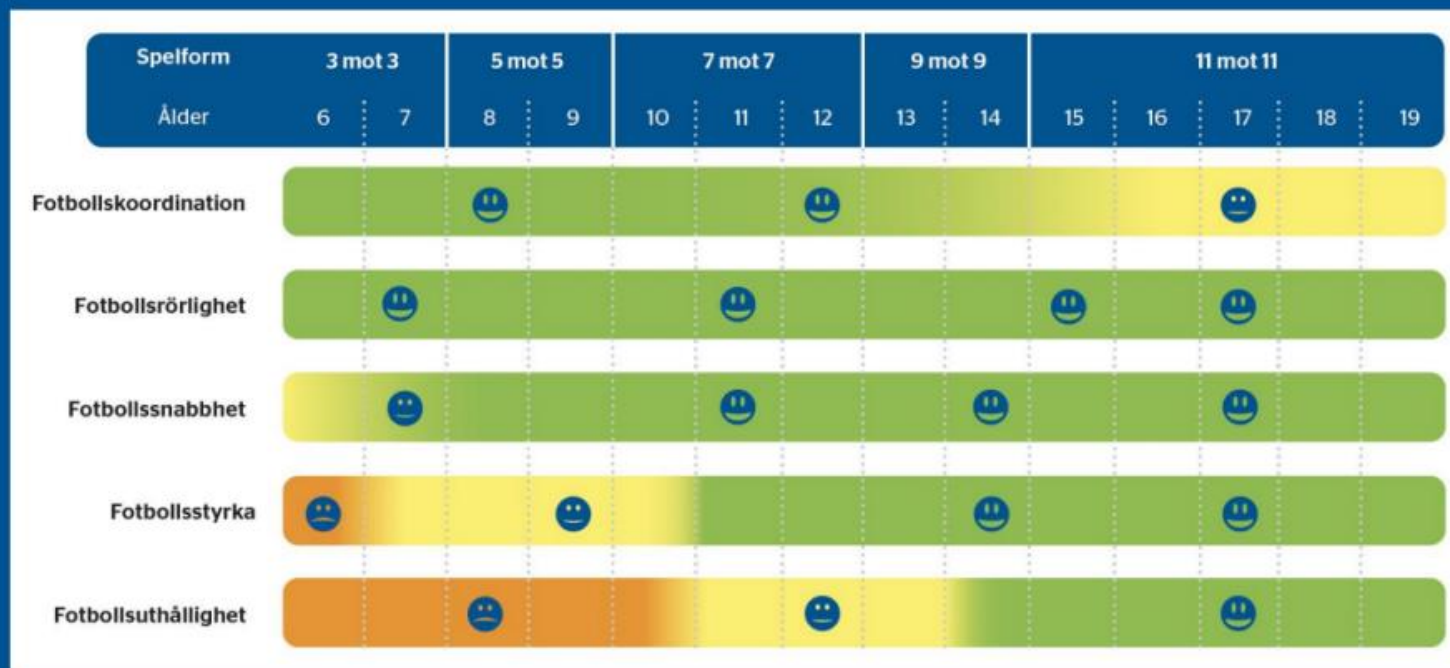 Spelform 3 mot 3 5 mot 5 7 mot 7 9 mot 9 11 mot 11
Ålder 6 7 8 9 10 11 12 13 14 15 16 17 18 19
Fotbollskoordination
Fotbollsrörlighet
Fotbollssnabbhet
Fotbollsstyrka
Fotbollsuthållighet